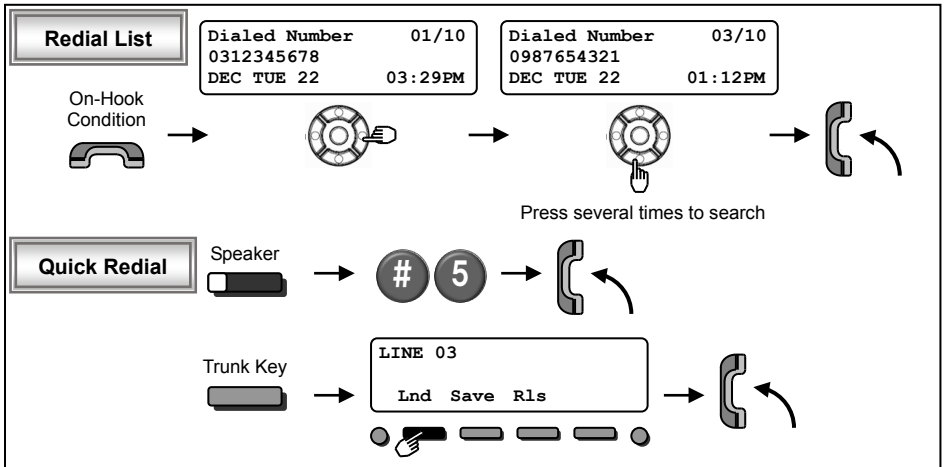 Redial List
Dialed Number 01/10
0312345678
DEC TUE 22 03:29PM
Dialed Number 03/10
0987654321
DEC TUE 22 01:12PM
On-Hook
Condition
Press several times to search
Quick Redial
Speaker
# 5
Trunk Key
LINE 03
Lnd Save Rls